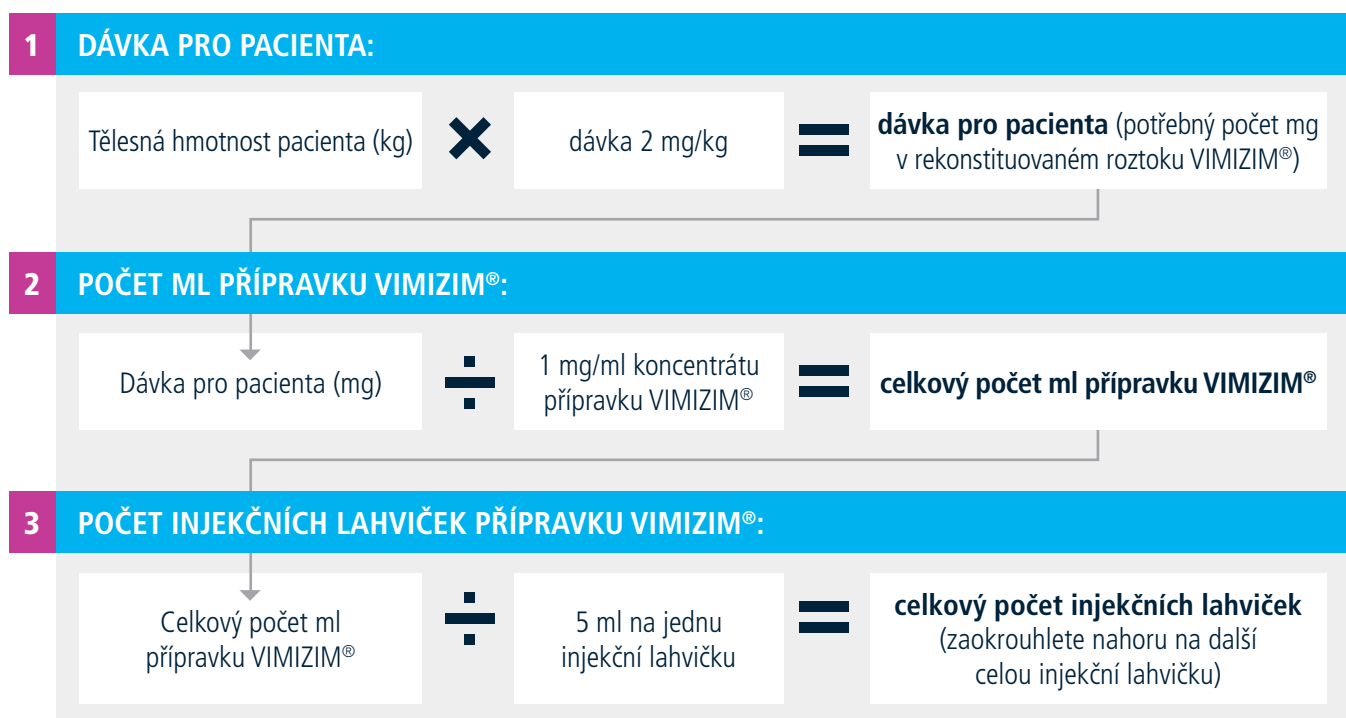 1 DÁVKA PRO PACIENTA:
Tělesná hmotnost pacienta (kg)
×
dávka 2 mg/kg
=
dávka pro pacienta (potřebný počet mg
v rekonstituovaném roztoku VIMIZIM®)
2 POČET ML PŘÍPRAVKU VIMIZIM®:
Dávka pro pacienta (mg)
÷
1 mg/ml koncentrátu
přípravku VIMIZIM®
=
celkový počet ml přípravku VIMIZIM®
3 POČET INJEKČNÍCH LAHVIČEK PŘÍPRAVKU VIMIZIM®:
Celkový počet ml
přípravku VIMIZIM®
÷
5 ml na jednu
injekční lahvičku
=
celkový počet injekčních lahviček
(zaokrouhlete nahoru na další
celou injekční lahvičku)